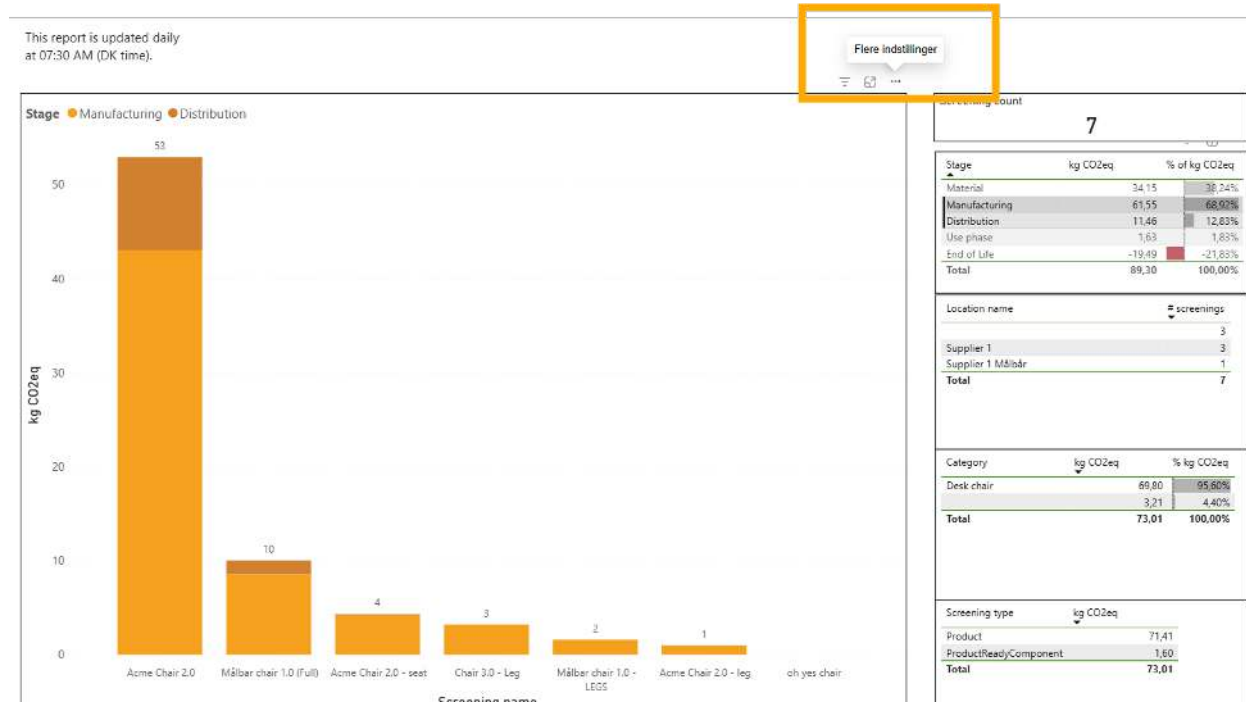 This report is updated daily
at 07:30 AM (DK time).
Flere indstillinger
Stage Manufacturing Distribution
53
50
40
30
20
10
0
kg CO2eq
10
4
3
2
1
Acme Chair 2.0
Målbar chair 1.0 (Full)
Acme Chair 2.0 - seat
Chair 3.0 - Leg
Målbar chair 1.0 -
LEGS
Acme Chair 2.0 - leg
oh yes chair
Screening name
Screening count
7
Stage kg CO2eq % of kg CO2eq
Material 34,15 38,24%
Manufacturing 61,55 68,92%
Distribution 11,46 12,83%
Use phase 1,63 1,83%
End of Life -19,49 -21,83%
Total 89,30 100,00%
Location name # screenings
3
Supplier 1 3
Supplier 1 Målbår 1
Total 7
Category kg CO2eq % kg CO2eq
Desk chair 69,80 95,60%
3,21 4,40%
Total 73,01 100,00%
Screening type kg CO2eq
Product 71,41
ProductReadyComponent 1,60
Total 73,01